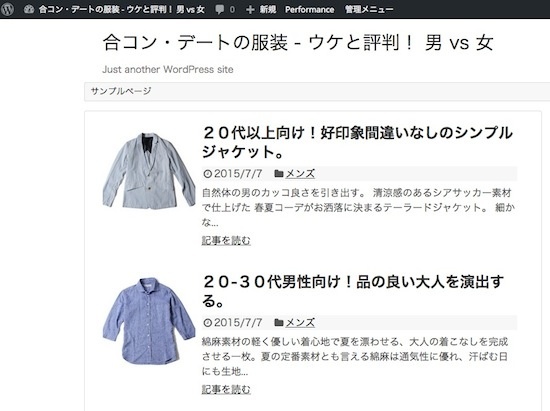 合コン・デートの服装 - ウケと評判！ 男 vs 女 0 + 新規 Performance 管理メニュー
合コン・デートの服装 - ウケと評判！ 男 vs 女
Just another WordPress site
サンプルページ
２０代以上向け！好印象間違いなしのシンプル
ジャケット。
2015/7/7 メンズ
自然体の男のカッコ良さを引き出す。 清涼感のあるシアサッカー素材
で仕上げた 春夏コーデがお洒落に決まるテーラードジャケット。 細か
な...
記事を読む
２０-３０代男性向け！品の良い大人を演出す
る。
2015/7/7 メンズ
綿麻素材の軽く優しい着心地で夏を漂わせる、大人の着こなしを完成
させる一枚。夏の定番素材とも言える綿麻は通気性に優れ、汗ばむ日
にも生地...
記事を読む